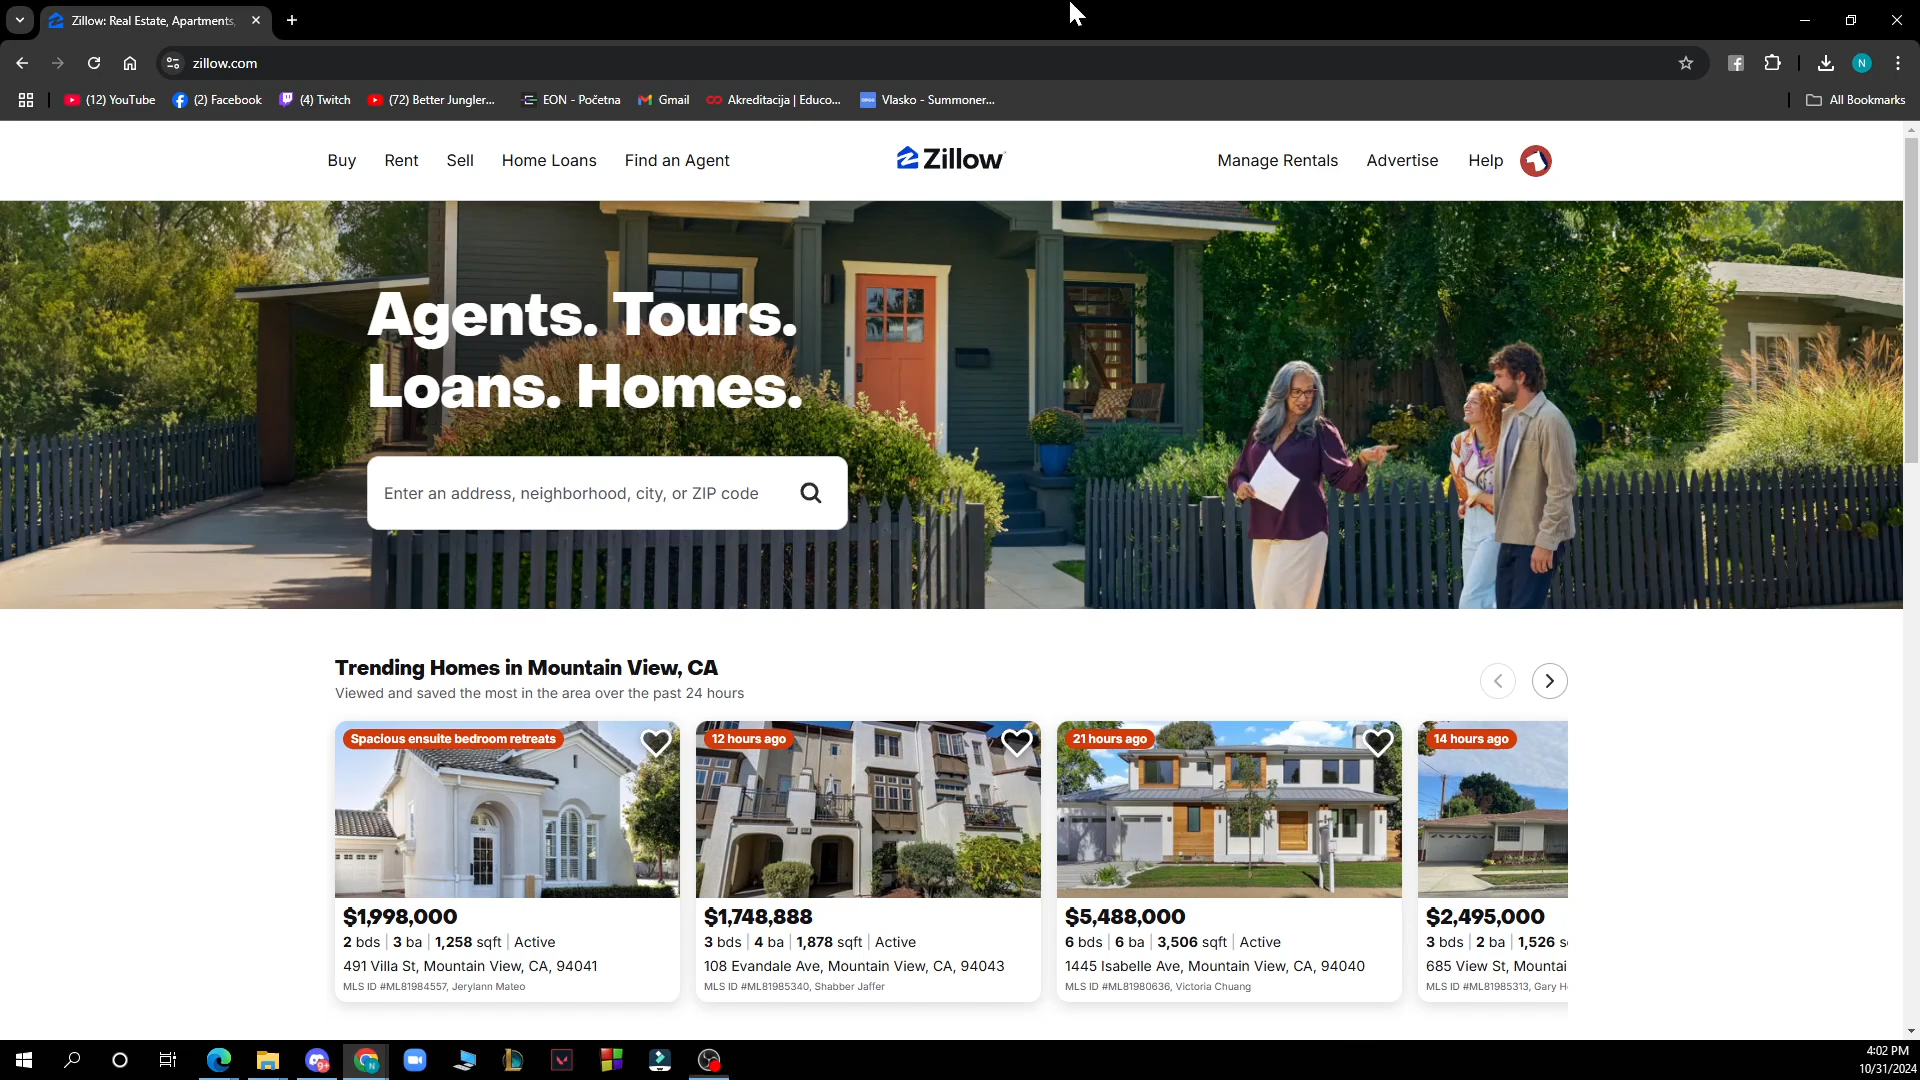 Zillow: Real Estate, Apartments,
zillow.com
N
(12) YouTube
(2) Facebook
(4) Twitch
(72) Better Jungler...
EON - Početna
Gmail
Akreditacija | Educo...
Vlasko - Summoner...
All Bookmarks
Buy
Rent
Sell
Home Loans
Find an Agent
Zillow
Manage Rentals
Advertise
Help
Agents. Tours.
Loans. Homes.
Enter an address, neighborhood, city, or ZIP code
Trending Homes in Mountain View, CA
Viewed and saved the most in the area over the past 24 hours
Spacious ensuite bedroom retreats
$1,998,000
2 bds | 3 ba | 1,258 sqft | Active
491 Villa St, Mountain View, CA, 94041
MLS ID #ML81984557, Jerylann Mateo
12 hours ago
$1,748,888
3 bds | 4 ba | 1,878 sqft | Active
108 Evandale Ave, Mountain View, CA, 94043
MLS ID #ML81985340, Shabber Jaffer
21 hours ago
$5,488,000
6 bds | 6 ba | 3,506 sqft | Active
1445 Isabelle Ave, Mountain View, CA, 94040
MLS ID #ML81980636, Victoria Chuang
14 hours ago
$2,495,000
3 bds | 2 ba | 1,526 s
685 View St, Mountai
MLS ID #ML81985313, Gary H
4:02 PM
10/31/2024